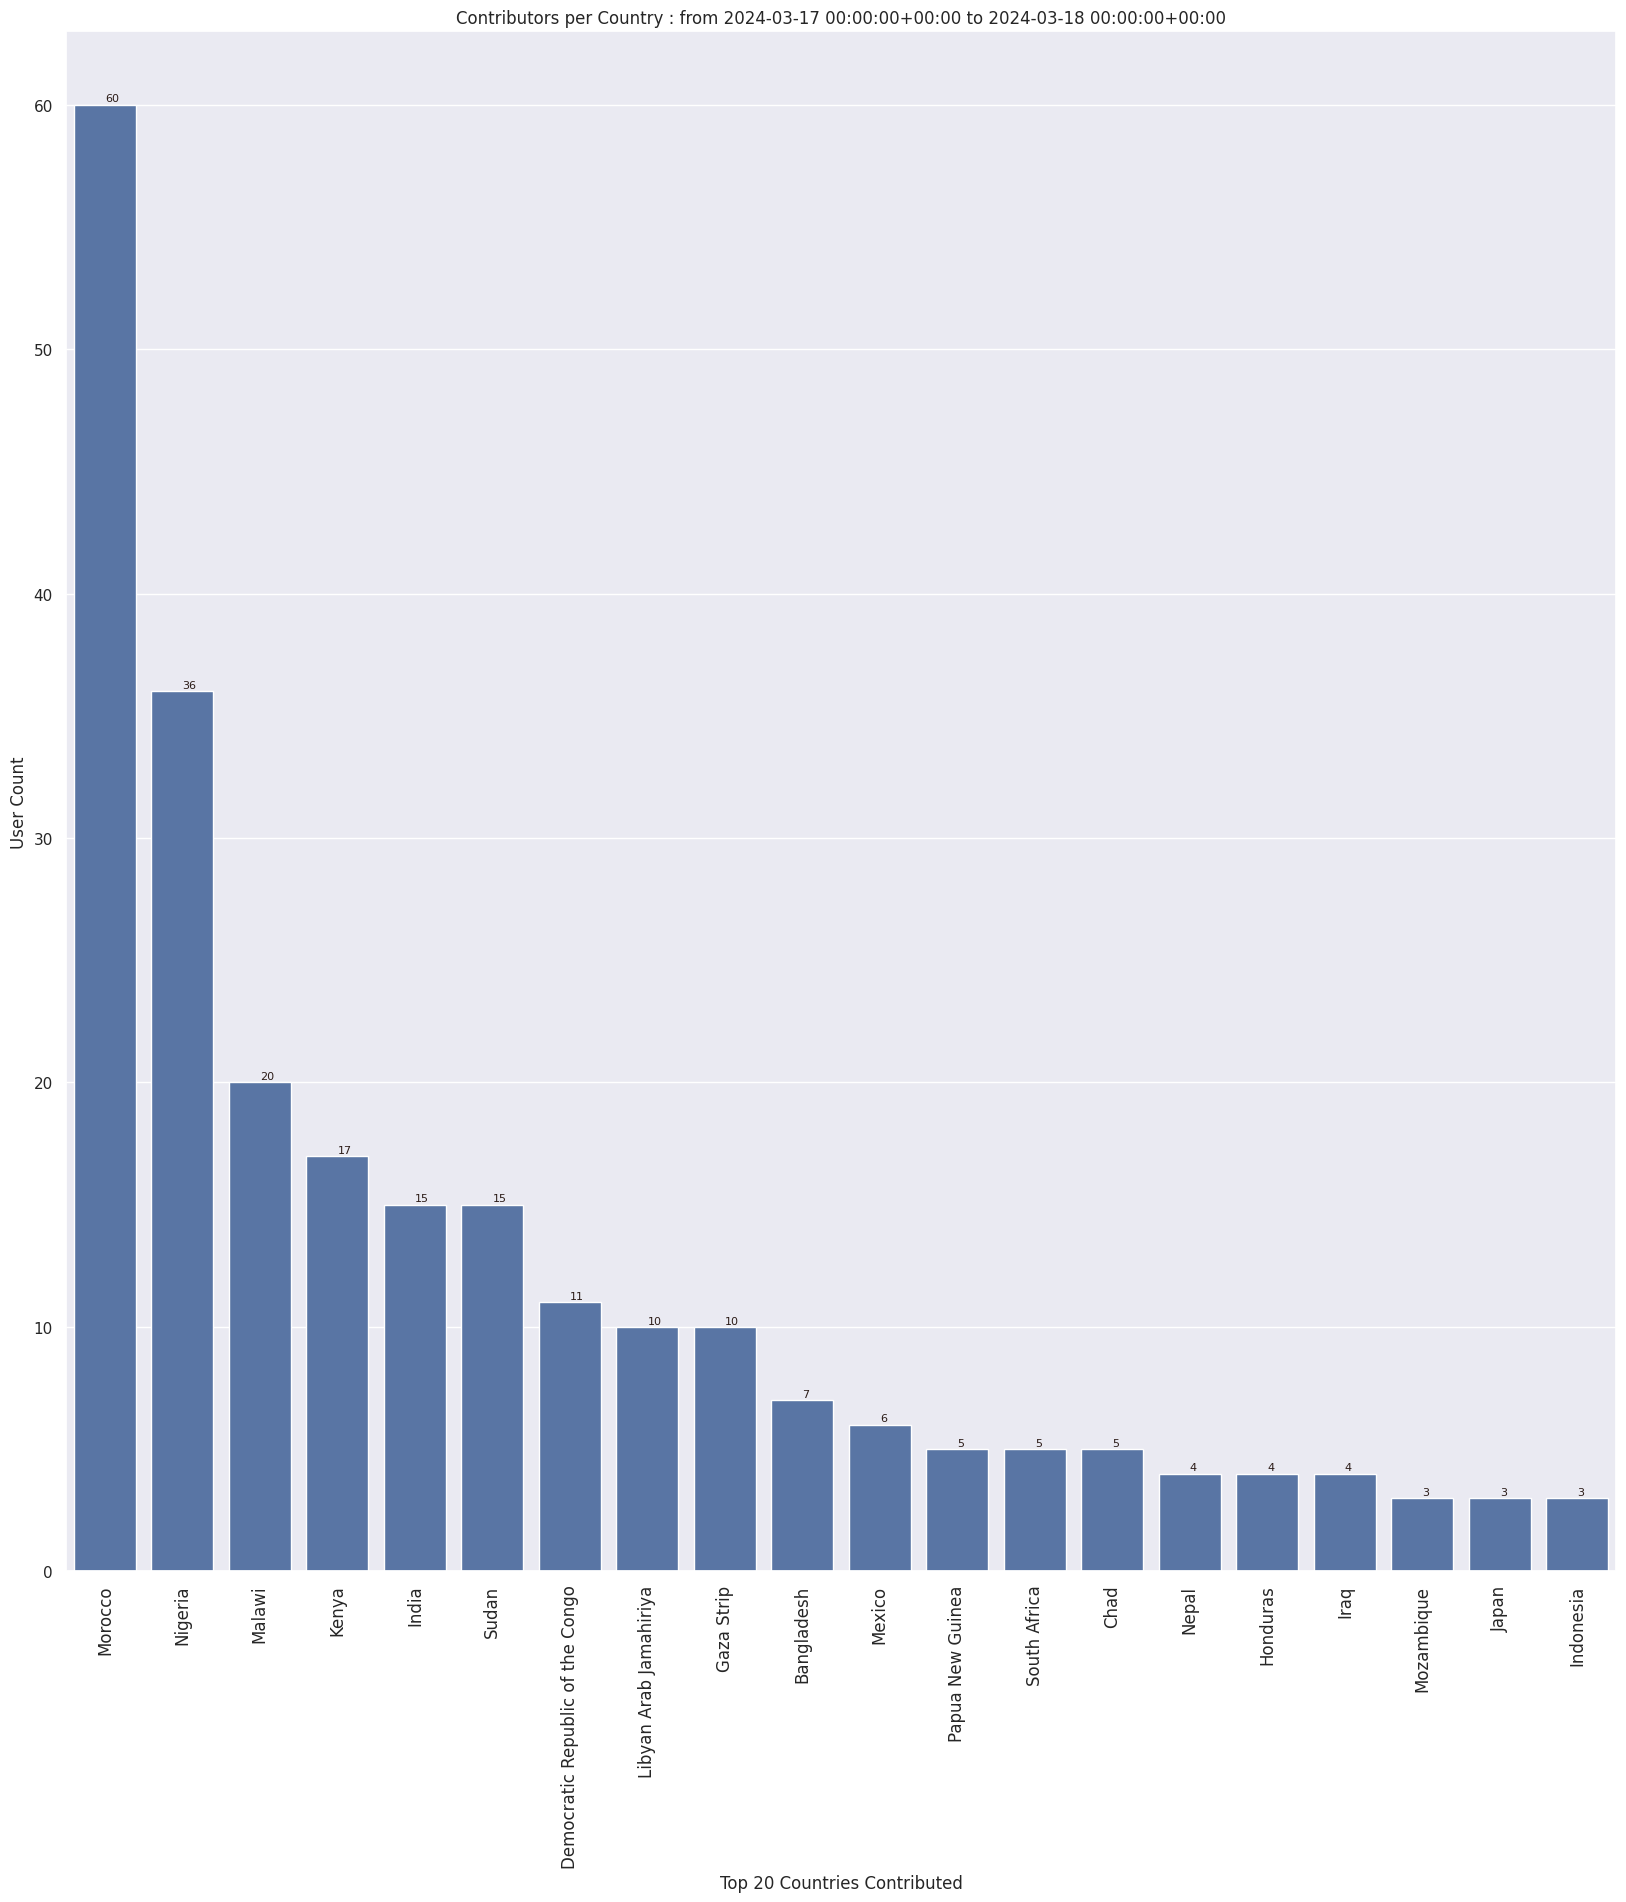 Contributors per Country : from 2024-03-17 00:00:00+00:00 to 2024-03-18 00:00:00+00:00
User Count
60
50
40
30
20
10
0
60
36
20
17
15
15
11
10
10
7
6
5
5
5
4
4
4
3
3
3
Morocco
Nigeria
Malawi
Kenya
India
Sudan
Democratic Republic of the Congo
Libyan Arab Jamahiriya
Gaza Strip
Bangladesh
Mexico
Papua New Guinea
South Africa
Chad
Nepal
Honduras
Iraq
Mozambique
Japan
Indonesia
Top 20 Countries Contributed